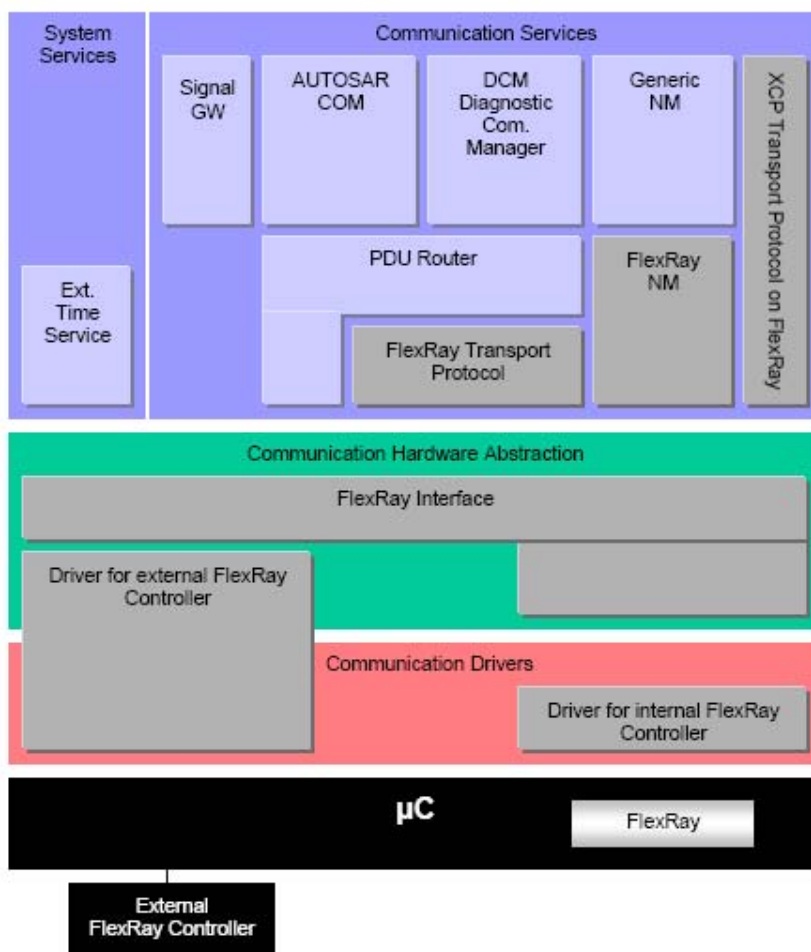 System
Services
Communication Services
Signal
GW
AUTOSAR
COM
DCM
Diagnostic
Com.
Manager
Generic
NM
XCP Transport Protocol on FlexRay
Ext.
Time
Service
PDU Router
FlexRay
NM
FlexRay Transport
Protocol
Communication Hardware Abstraction
FlexRay Interface
Driver for external FlexRay
Controller
Communication Drivers
Driver for internal FlexRay
Controller
µC
FlexRay
External
FlexRay Controller